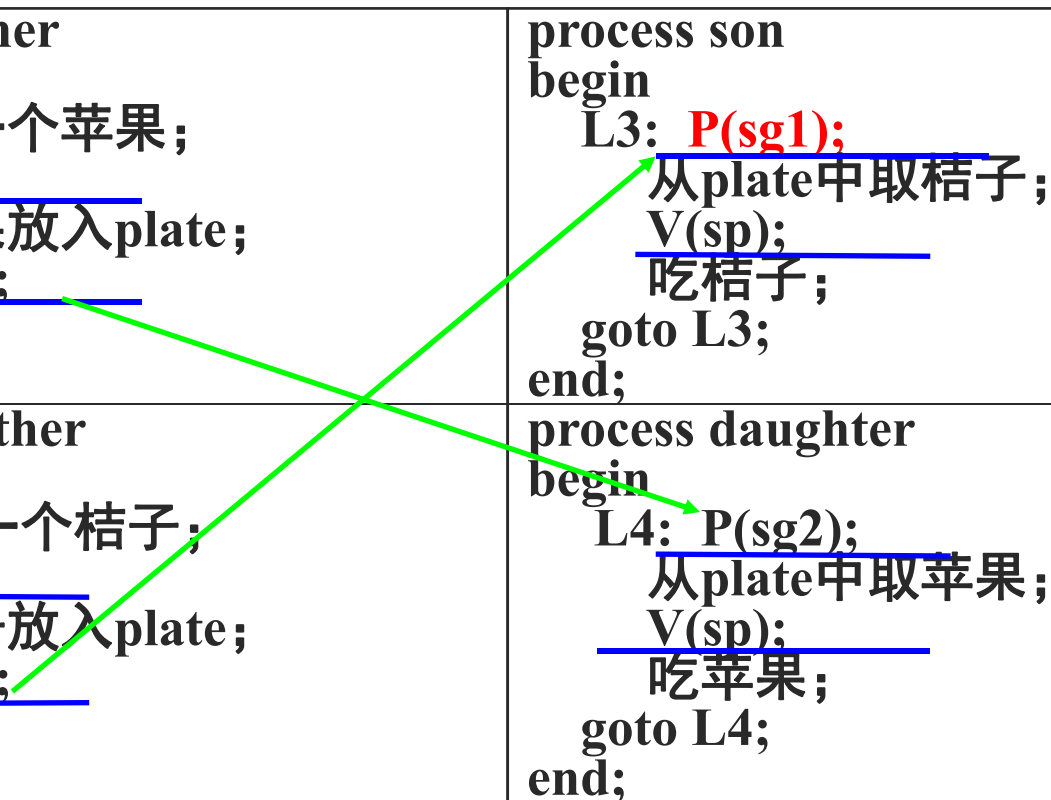 her
个苹果；
放入plate；
；
process son
begin
L3: P(sg1);
从plate中取桔子；
V(sp);
吃桔子；
goto L3;
end;
ther
一个桔子；
放入plate；
；
process daughter
begin
L4: P(sg2);
从plate中取苹果；
V(sp);
吃苹果；
goto L4;
end;